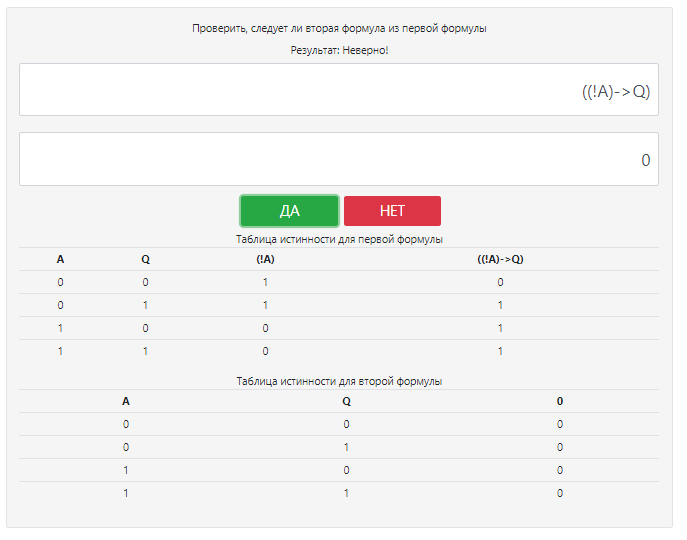 Проверить, следует ли вторая формула из первой формулы
Результат: Неверно!
((!A)->Q)
0
ДА НЕТ
Таблица истинности для первой формулы
A Q (!A) ((!A)->Q)
0 0 1 0
0 1 1 1
1 0 0 1
1 1 0 1
Таблица истинности для второй формулы
A Q 0
0 0 0
0 1 0
1 0 0
1 1 0